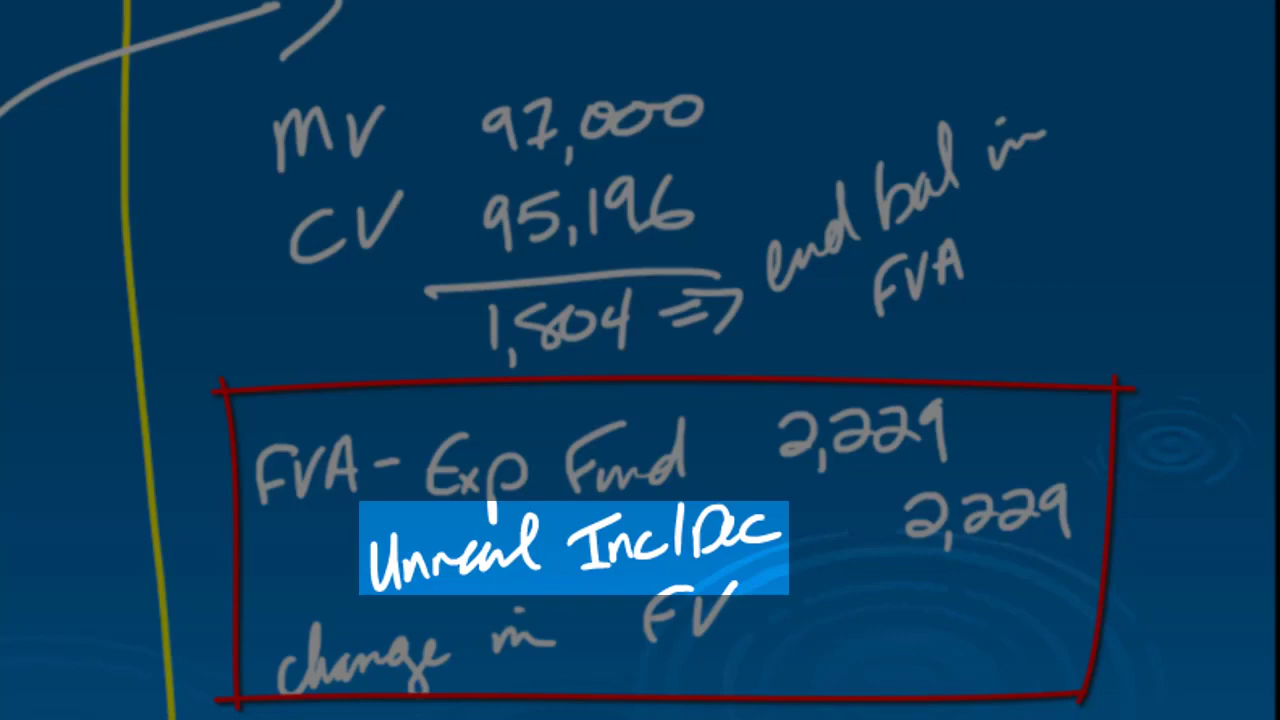 MV 97,000
CV 95,196
1,804 => end bal in
FVA
FVA - Exp Fund 2,229
Unreal Inc/Dec 2,229
change in FV